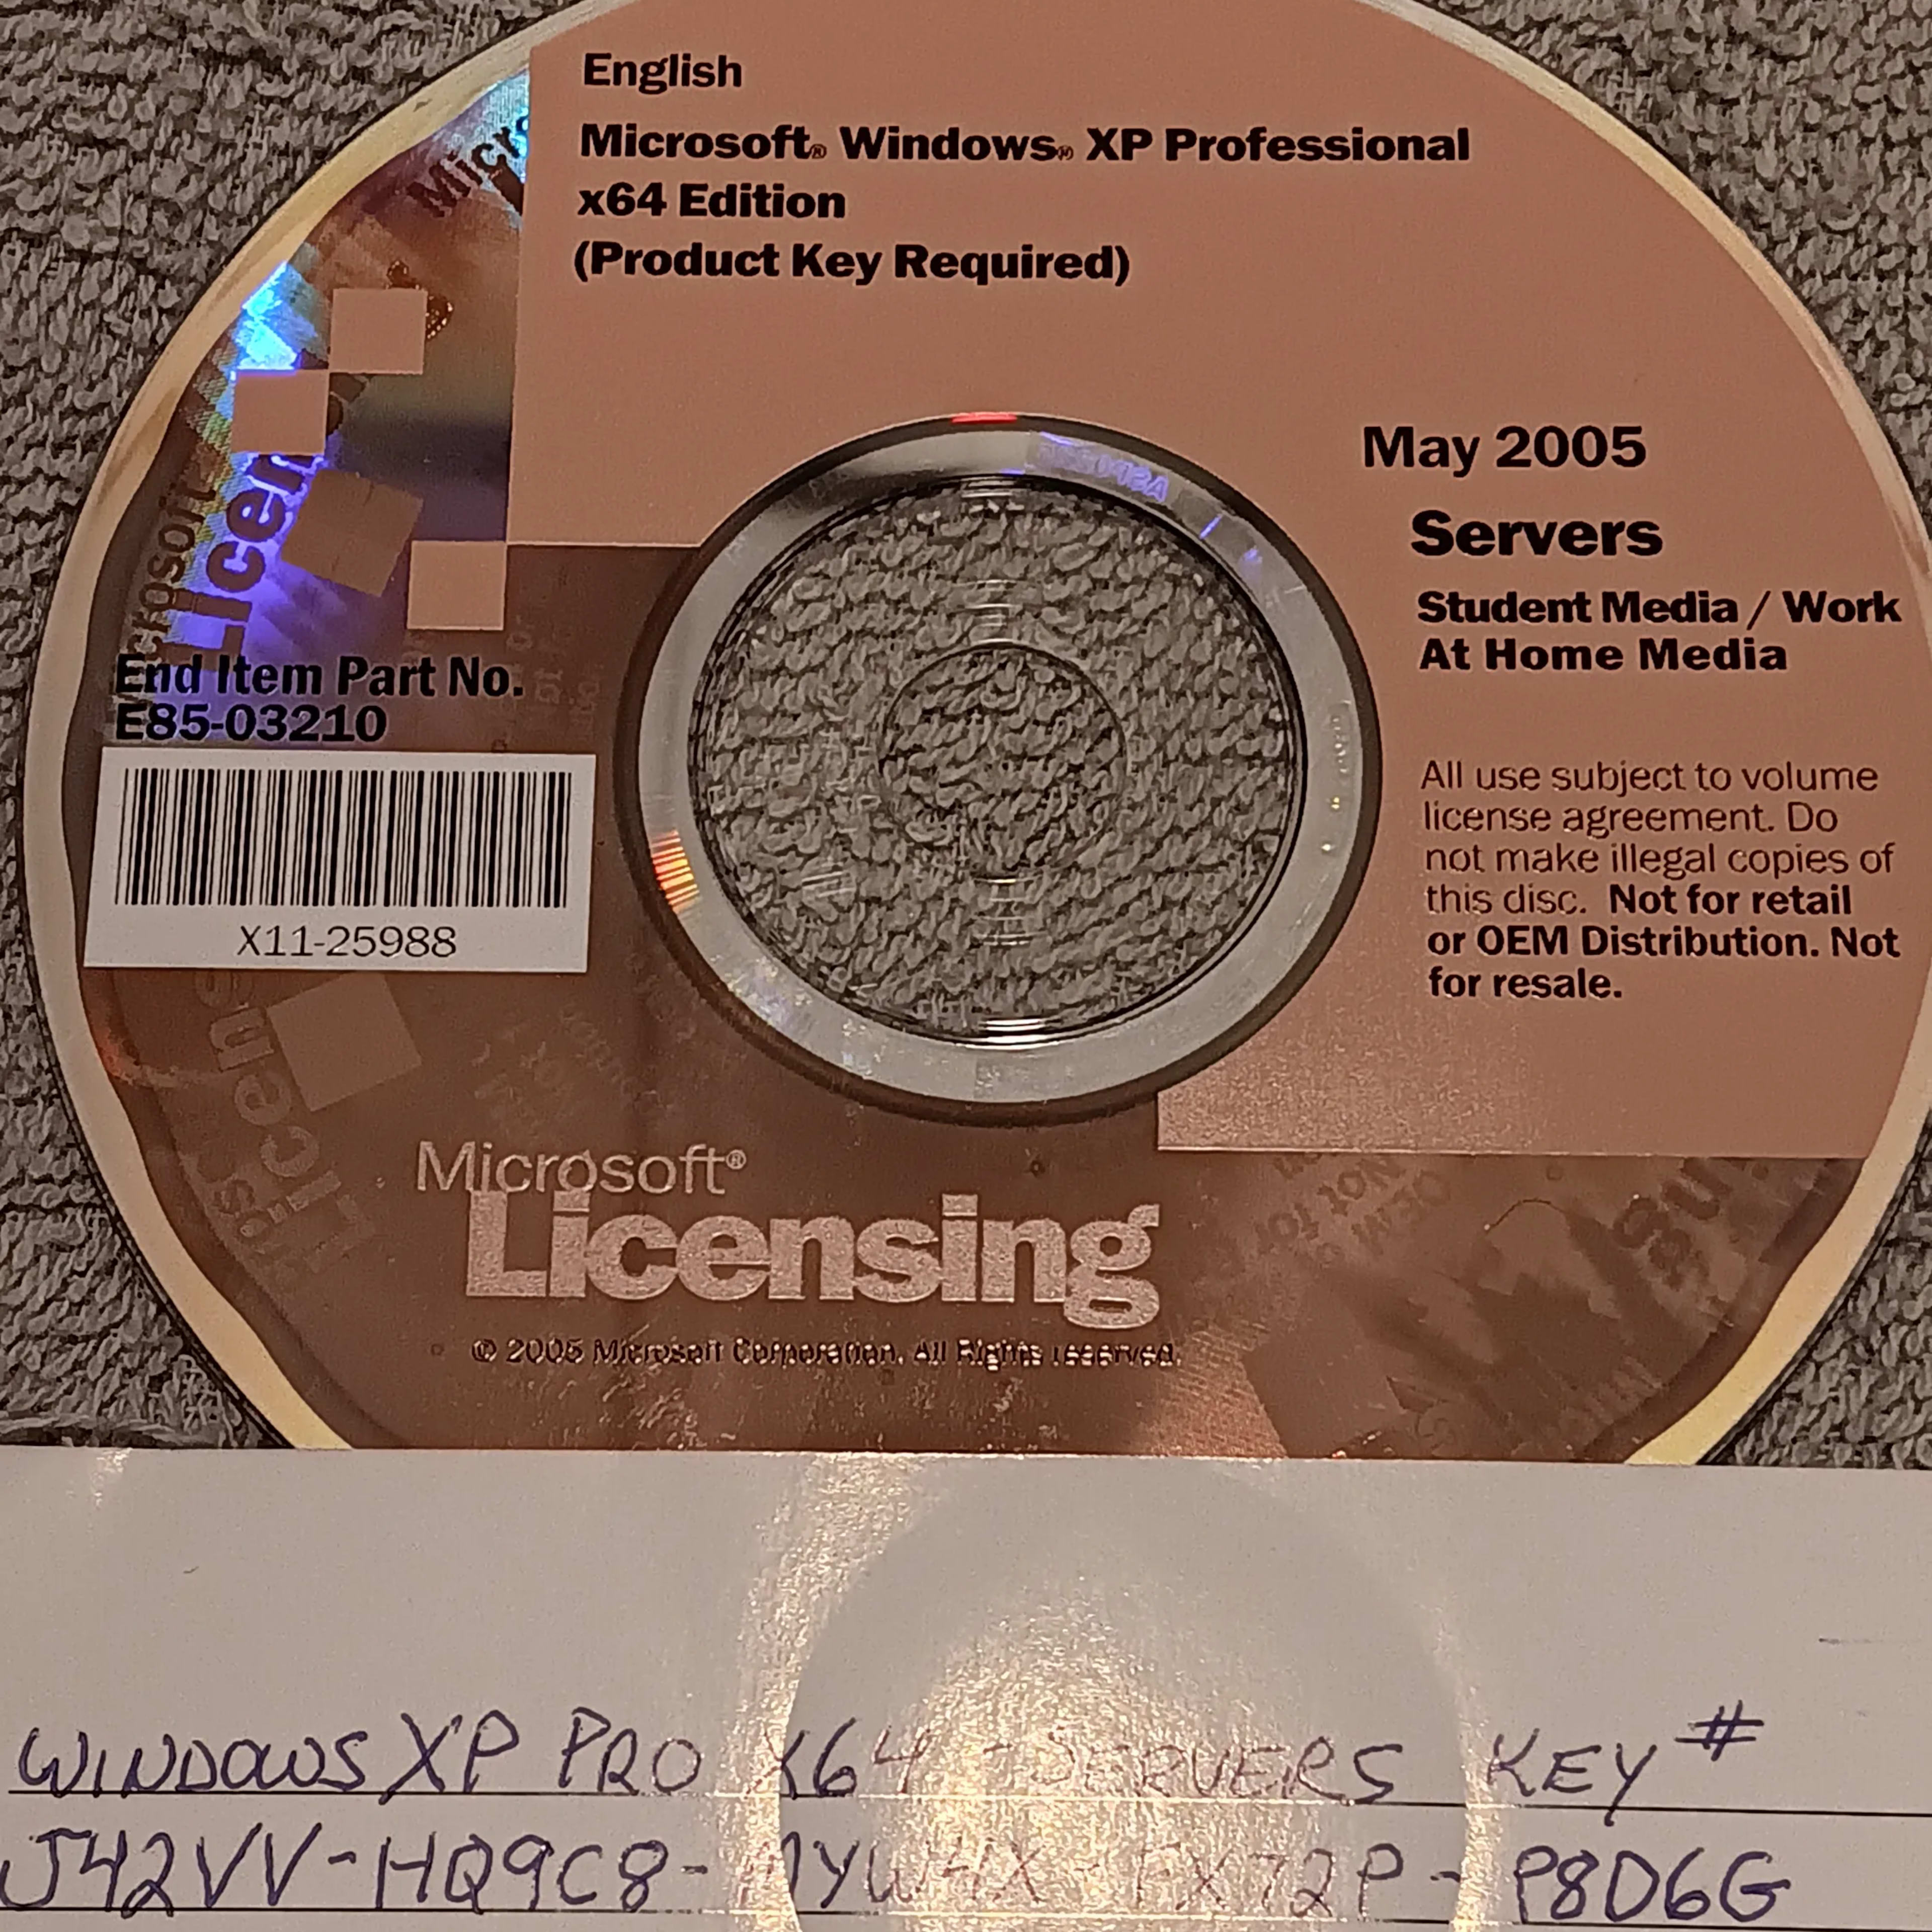 English
Microsoft® Windows® XP Professional
x64 Edition
(Product Key Required)
May 2005
Servers
Student Media / Work
At Home Media
End Item Part No.
E85-03210
X11-25988
All use subject to volume
license agreement. Do
not make illegal copies of
this disc. Not for retail
or OEM Distribution. Not
for resale.
Microsoft®
Licensing
© 2005 Microsoft Corporation. All Rights reserved.
WINDOWS XP PRO X64 - SERVERS KEY #
J42VV-HQ9C8-MYW4X-FX72P-P8D6G